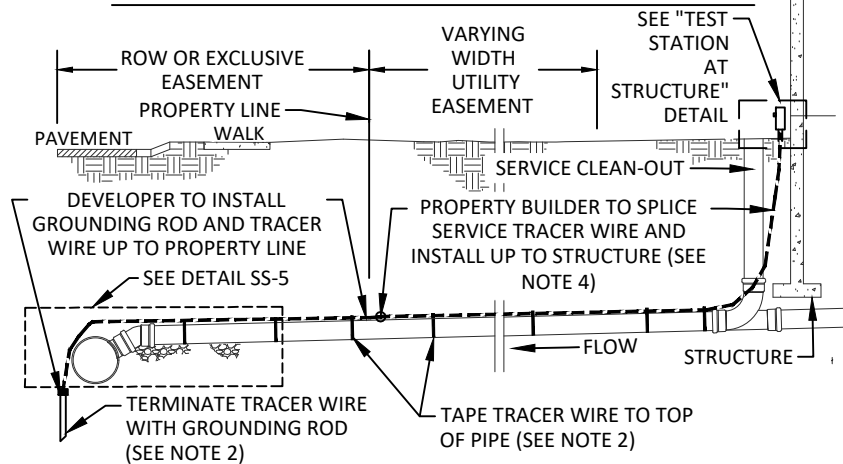 ROW OR EXCLUSIVE
EASEMENT
VARYING
WIDTH
UTILITY
EASEMENT
SEE "TEST
STATION
AT
STRUCTURE"
DETAIL
PROPERTY LINE
WALK
PAVEMENT
SERVICE CLEAN-OUT
DEVELOPER TO INSTALL
GROUNDING ROD AND TRACER
WIRE UP TO PROPERTY LINE
PROPERTY BUILDER TO SPLICE
SERVICE TRACER WIRE AND
INSTALL UP TO STRUCTURE (SEE
NOTE 4)
SEE DETAIL SS-5
FLOW
STRUCTURE
TERMINATE TRACER WIRE
WITH GROUNDING ROD
(SEE NOTE 2)
TAPE TRACER WIRE TO TOP
OF PIPE (SEE NOTE 2)